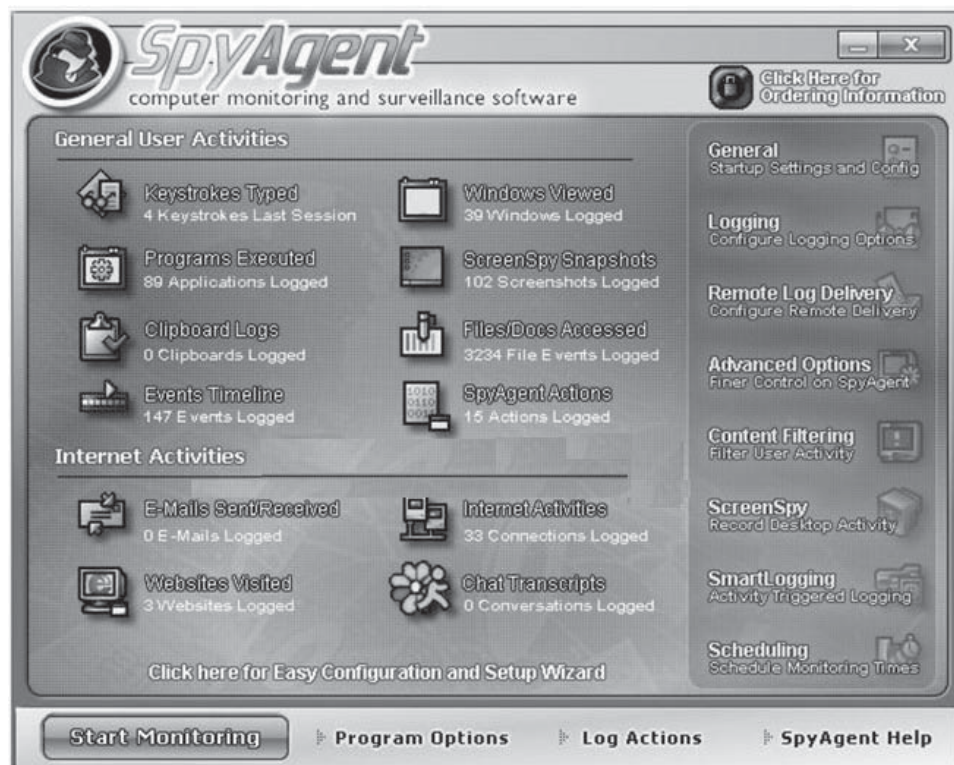 SpyAgent
computer monitoring and surveillance software
Click Here for
Ordering Information
General User Activities
Keystrokes Typed
4 Keystrokes Last Session
Windows Viewed
39 Windows Logged
Programs Executed
89 Applications Logged
ScreenSpy Snapshots
102 Screenshots Logged
Clipboard Logs
0 Clipboards Logged
Files/Docs Accessed
3234 File Events Logged
Events Timeline
147 Events Logged
SpyAgent Actions
15 Actions Logged
Internet Activities
E-Mails Sent/Received
0 E-Mails Logged
Internet Activities
33 Connections Logged
Websites Visited
3 Websites Logged
Chat Transcripts
0 Conversations Logged
Click here for Easy Configuration and Setup Wizard
General
Startup Settings and Config
Logging
Configure Logging Options
Remote Log Delivery
Configure Remote Delivery
Advanced Options
Finer Control on SpyAgent
Content Filtering
Filter User Activity
ScreenSpy
Record Desktop Activity
SmartLogging
Activity Triggered Logging
Scheduling
Schedule Monitoring Times
Start Monitoring
Program Options
Log Actions
SpyAgent Help